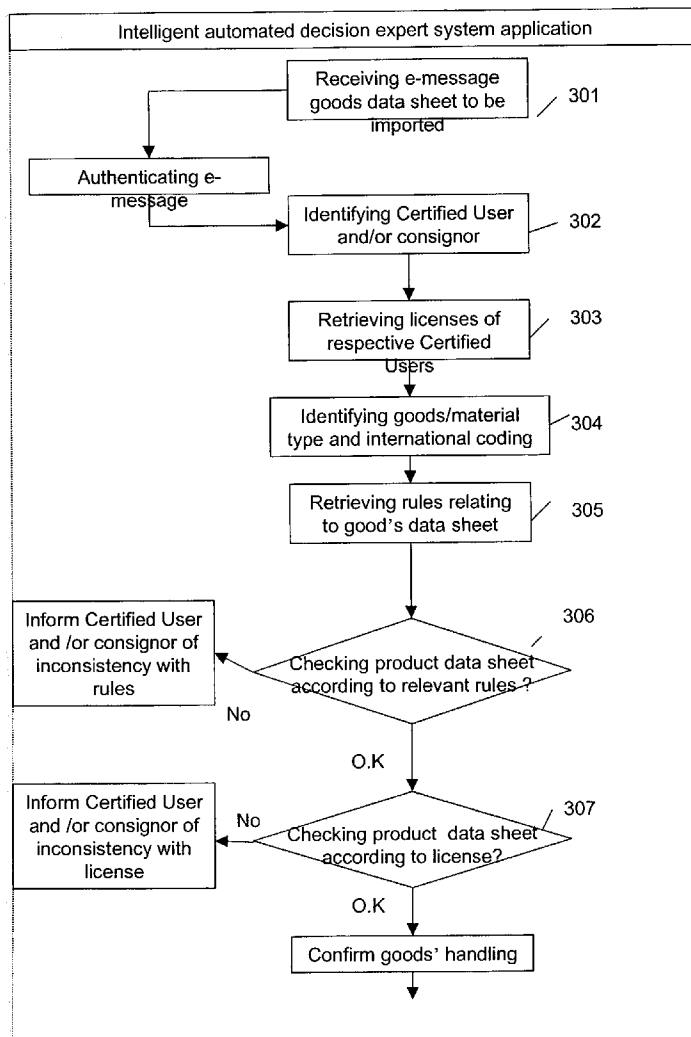 Intelligent automated decision expert system application
Receiving e-message
goods data sheet to be
imported
301
Authenticating e-
message
Identifying Certified User
and/or consignor
302
Retrieving licenses of
respective Certified
Users
303
Identifying goods/material
type and international coding
304
Retrieving rules relating
to good's data sheet
305
306
Checking product data sheet
according to relevant rules ?
Inform Certified User
and /or consignor of
inconsistency with
rules
No
O.K
307
Checking product data sheet
according to license?
No
Inform Certified User
and /or consignor of
inconsistency with
license
O.K
Confirm goods' handling